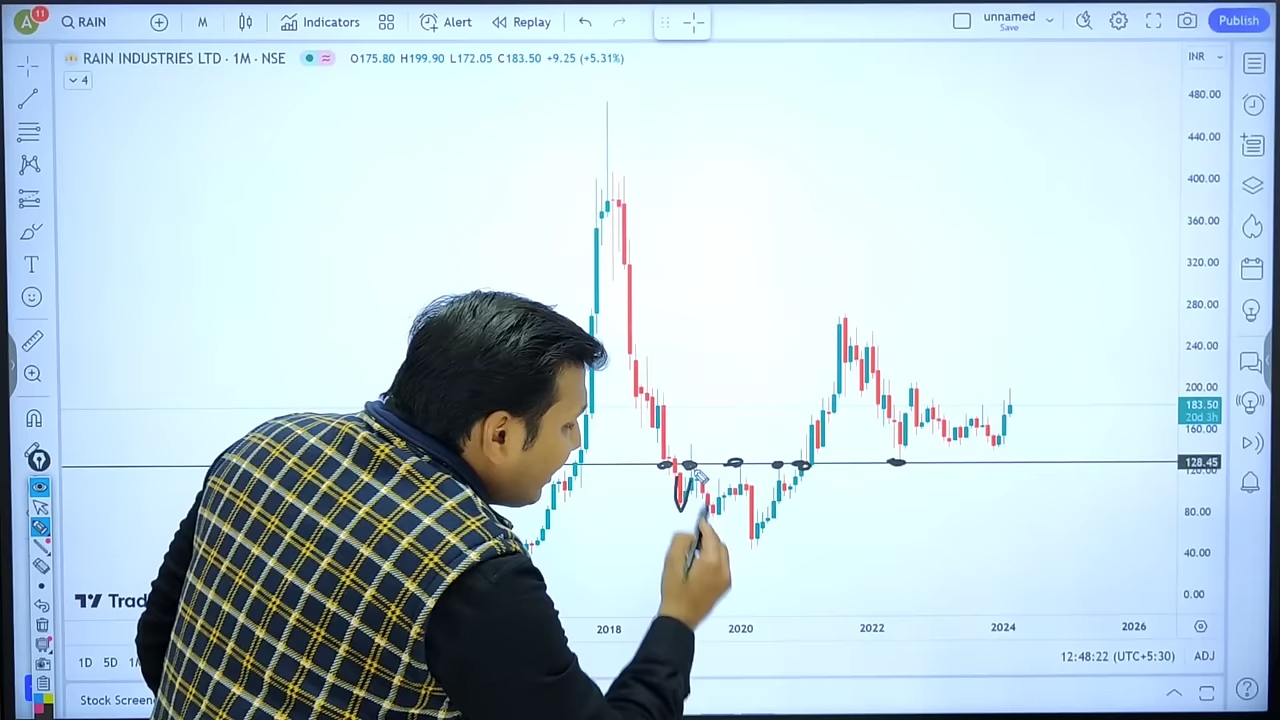 A 11 RAIN M Indicators Alert Replay unnamed Save Publish
RAIN INDUSTRIES LTD · 1M · NSE O175.80 H199.90 L172.05 C183.50 +9.25 (+5.31%) INR
4
480.00
440.00
400.00
360.00
320.00
280.00
240.00
200.00
183.50
20d 3h
160.00
128.45
120.00
80.00
40.00
0.00
Trad
2018 2020 2022 2024 2026
1D 5D 12:48:22 (UTC+5:30) ADJ
Stock Screen